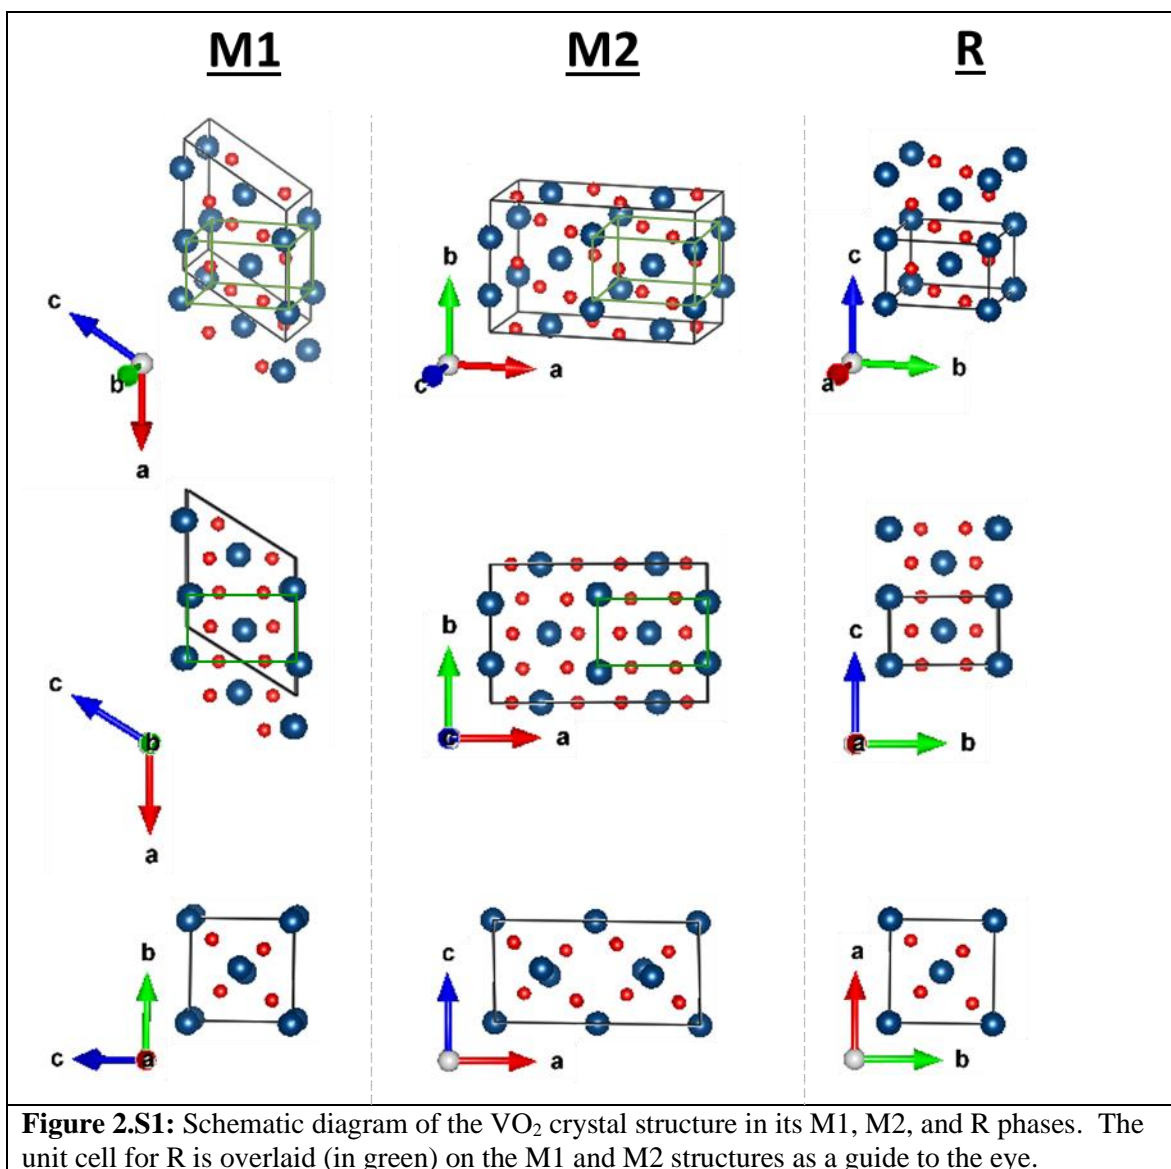 M1 M2 R
c
b
a
b
c
a
c
a
b
c
b
a
b
c
a
c
a
b
b
c
a
c
a
a
b
Figure 2.S1: Schematic diagram of the VO₂ crystal structure in its M1, M2, and R phases. The
unit cell for R is overlaid (in green) on the M1 and M2 structures as a guide to the eye.